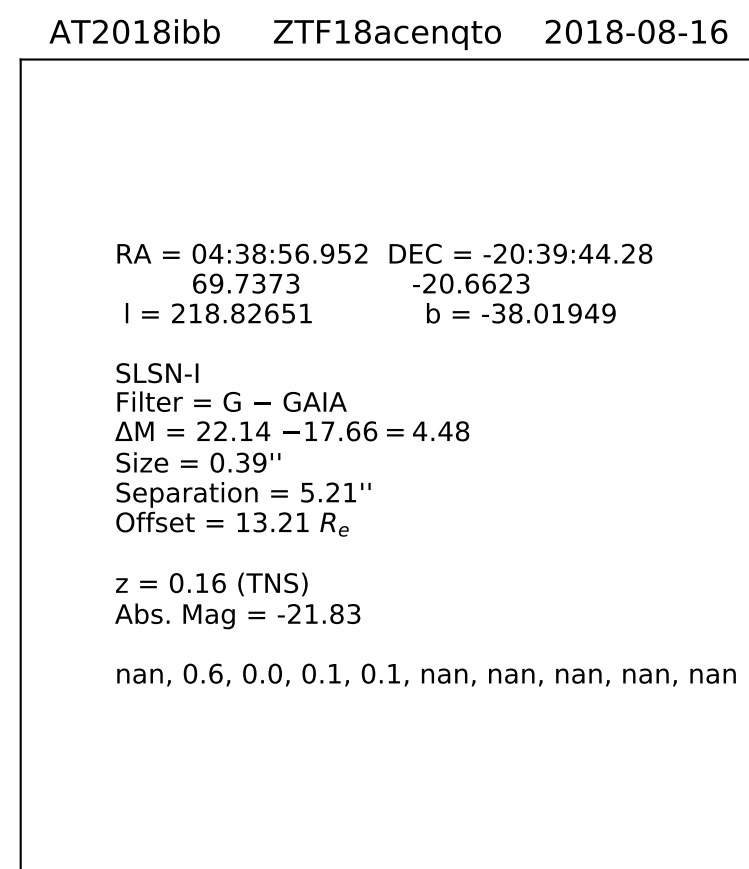 AT2018ibb ZTF18acenqto 2018-08-16
RA = 04:38:56.952 DEC = -20:39:44.28
69.7373 -20.6623
l = 218.82651 b = -38.01949
SLSN-I
Filter = G − GAIA
ΔM = 22.14 −17.66 = 4.48
Size = 0.39''
Separation = 5.21''
Offset = 13.21 Rₑ
z = 0.16 (TNS)
Abs. Mag = -21.83
nan, 0.6, 0.0, 0.1, 0.1, nan, nan, nan, nan, nan